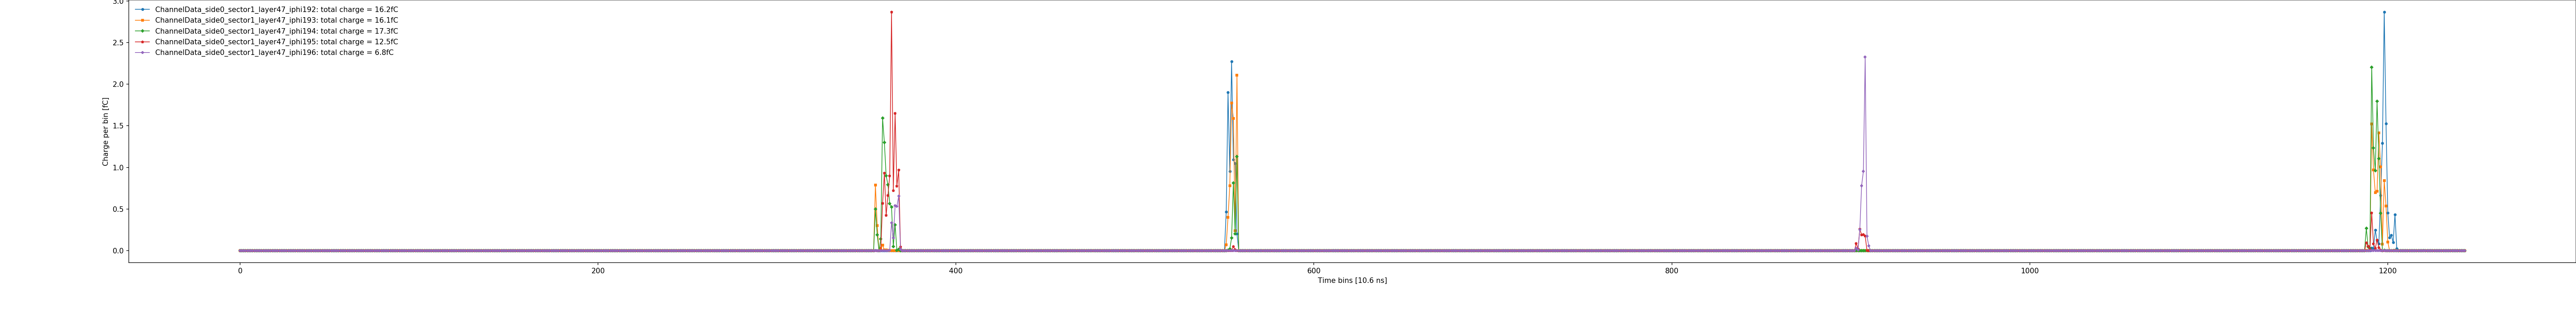 3.0
ChannelData_side0_sector1_layer47_iphi192: total charge = 16.2fC
ChannelData_side0_sector1_layer47_iphi193: total charge = 16.1fC
ChannelData_side0_sector1_layer47_iphi194: total charge = 17.3fC
ChannelData_side0_sector1_layer47_iphi195: total charge = 12.5fC
ChannelData_side0_sector1_layer47_iphi196: total charge = 6.8fC
2.5
2.0
1.5
1.0
0.5
0.0
Charge per bin [fC]
0 200 400 600 800 1000 1200
Time bins [10.6 ns]